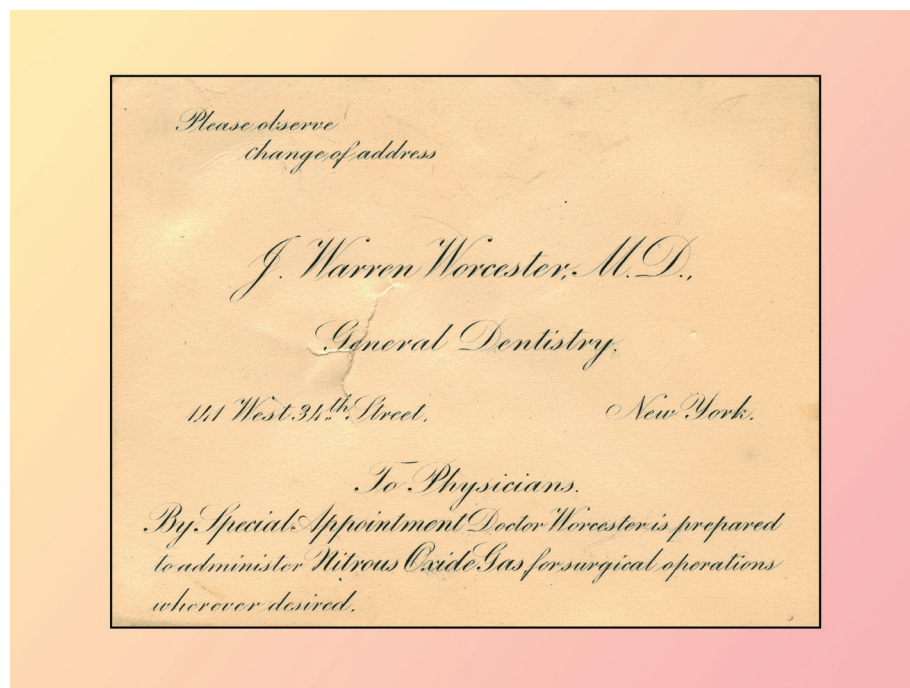 Please observe
change of address
J. Warren Worcester, M.D.,
General Dentistry.
141 West 34th Street. New York.
To Physicians.
By Special Appointment Doctor Worcester is prepared
to administer Nitrous Oxide Gas for surgical operations
wherever desired.